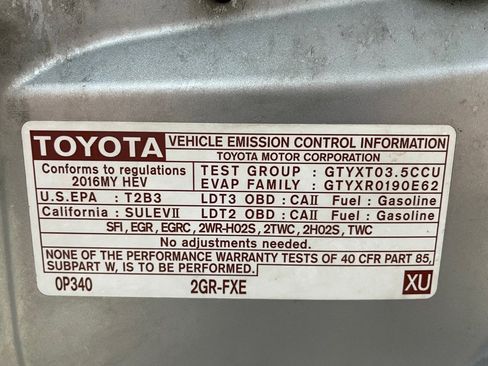 TOYOTA VEHICLE EMISSION CONTROL INFORMATION
TOYOTA MOTOR CORPORATION
Conforms to regulations
2016MY HEV
TEST GROUP : GTYXT03.5CCU
EVAP FAMILY : GTYXR0190E62
U.S.EPA : T2B3 LDT3 OBD : CAII Fuel : Gasoline
California : SULEVII LDT2 OBD : CAII Fuel : Gasoline
SFI, EGR, EGRC, 2WR-HO2S, 2TWC, 2HO2S, TWC
No adjustments needed.
NONE OF THE PERFORMANCE WARRANTY TESTS OF 40 CFR PART 85,
SUBPART W, IS TO BE USED.
0P340 2GR-FXE XU